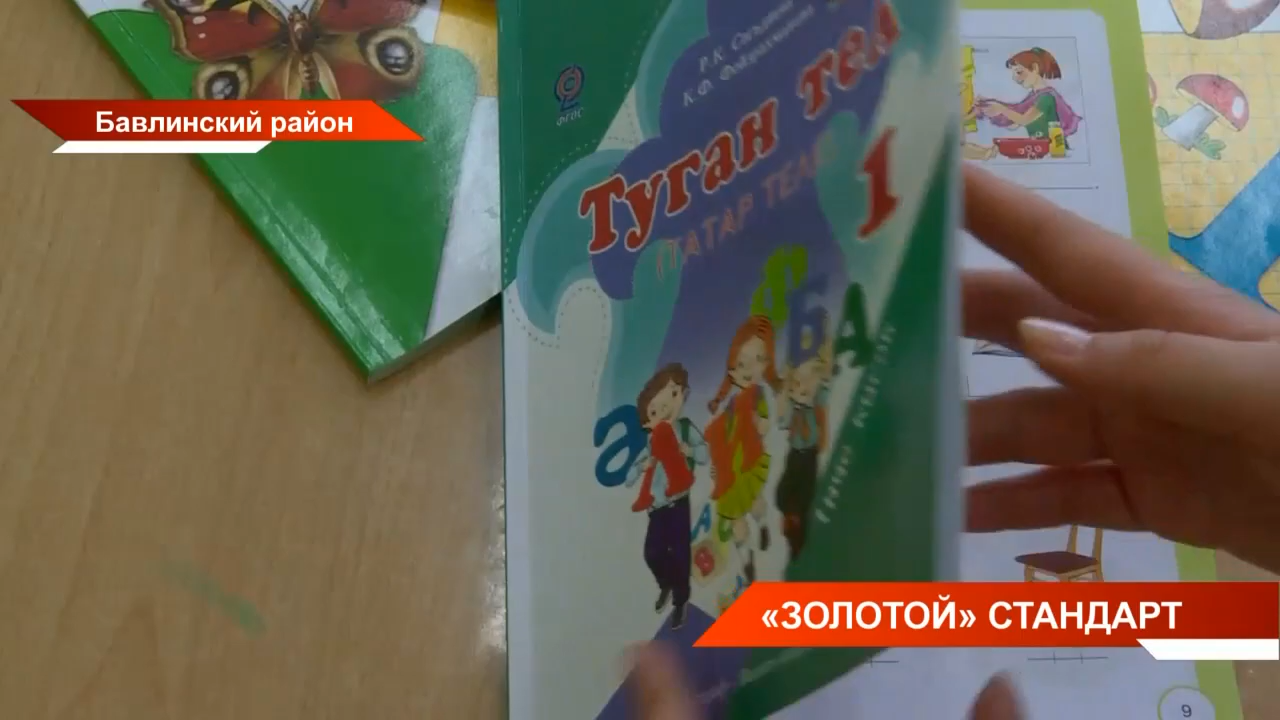 Бавлинский район
ФГОС
Туган тел
(ТАТАР ТЕЛЕ)
1
Ф
Б
А
ә
Л
И
А
В
«ЗОЛОТОЙ» СТАНДАРТ
9